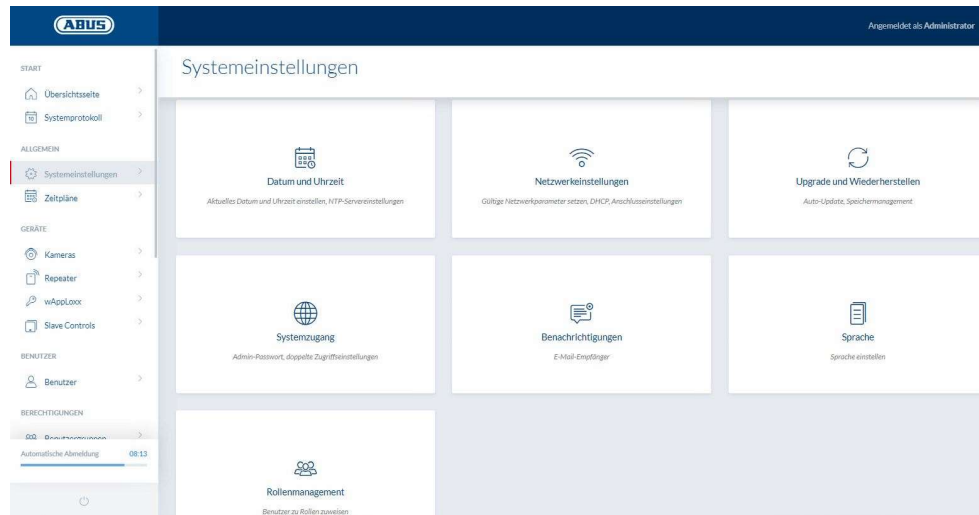 ABUS
Angemeldet als Administrator
START
Übersichtsseite
Systemprotokoll
ALLGEMEIN
Systemeinstellungen
Zeitpläne
GERÄTE
Kameras
Repeater
wAppLoxx
Slave Controls
BENUTZER
Benutzer
BERECHTIGUNGEN
Benutzergruppen
Automatische Abmeldung 08:13
Systemeinstellungen
Datum und Uhrzeit
Aktuelles Datum und Uhrzeit einstellen, NTP-Servereinstellungen
Netzwerkeinstellungen
Gültige Netzwerkparameter setzen, DHCP, Anschlusseinstellungen
Upgrade und Wiederherstellen
Auto-Update, Speichermanagement
Systemzugang
Admin-Passwort, doppelte Zugriffseinstellungen
Benachrichtigungen
E-Mail-Empfänger
Sprache
Sprache einstellen
Rollenmanagement
Benutzer zu Rollen zuweisen